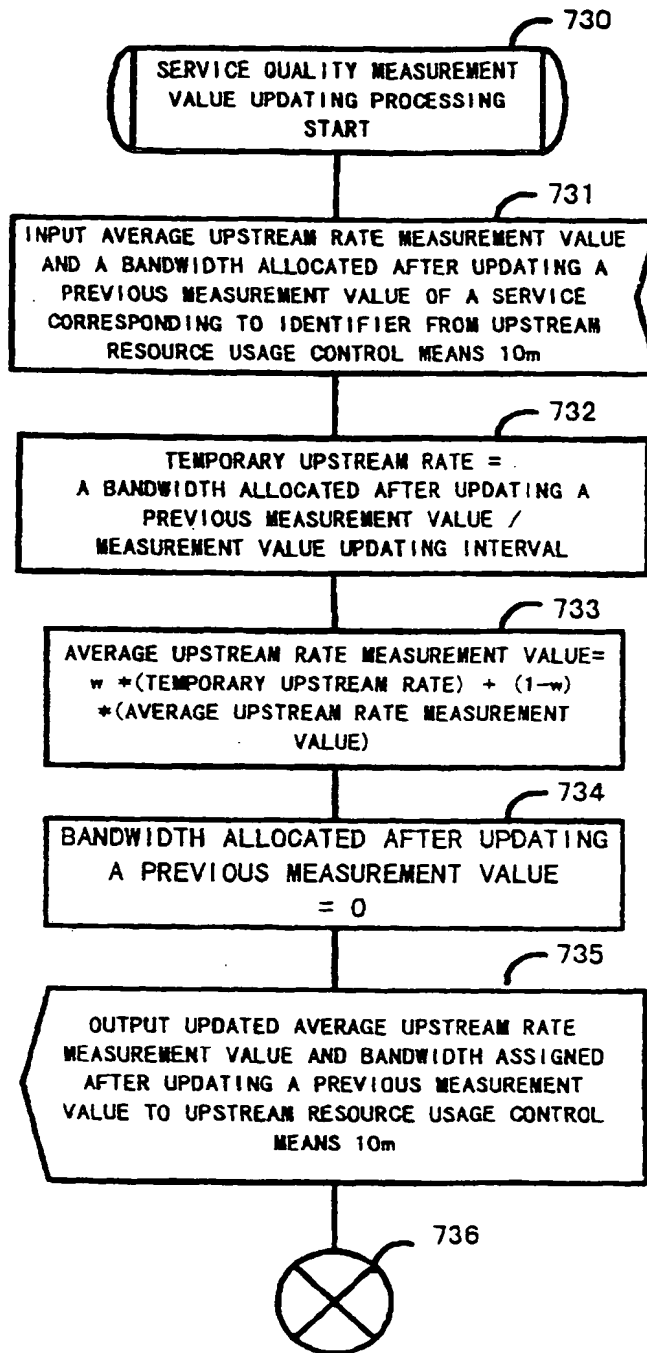 730
SERVICE QUALITY MEASUREMENT
VALUE UPDATING PROCESSING
START
731
INPUT AVERAGE UPSTREAM RATE MEASUREMENT VALUE
AND A BANDWIDTH ALLOCATED AFTER UPDATING A
PREVIOUS MEASUREMENT VALUE OF A SERVICE
CORRESPONDING TO IDENTIFIER FROM UPSTREAM
RESOURCE USAGE CONTROL MEANS 10m
732
TEMPORARY UPSTREAM RATE =
A BANDWIDTH ALLOCATED AFTER UPDATING A
PREVIOUS MEASUREMENT VALUE /
MEASUREMENT VALUE UPDATING INTERVAL
733
AVERAGE UPSTREAM RATE MEASUREMENT VALUE=
w *(TEMPORARY UPSTREAM RATE) + (1-w)
*(AVERAGE UPSTREAM RATE MEASUREMENT
VALUE)
734
BANDWIDTH ALLOCATED AFTER UPDATING
A PREVIOUS MEASUREMENT VALUE
= 0
735
OUTPUT UPDATED AVERAGE UPSTREAM RATE
MEASUREMENT VALUE AND BANDWIDTH ASSIGNED
AFTER UPDATING A PREVIOUS MEASUREMENT
VALUE TO UPSTREAM RESOURCE USAGE CONTROL
MEANS 10m
736